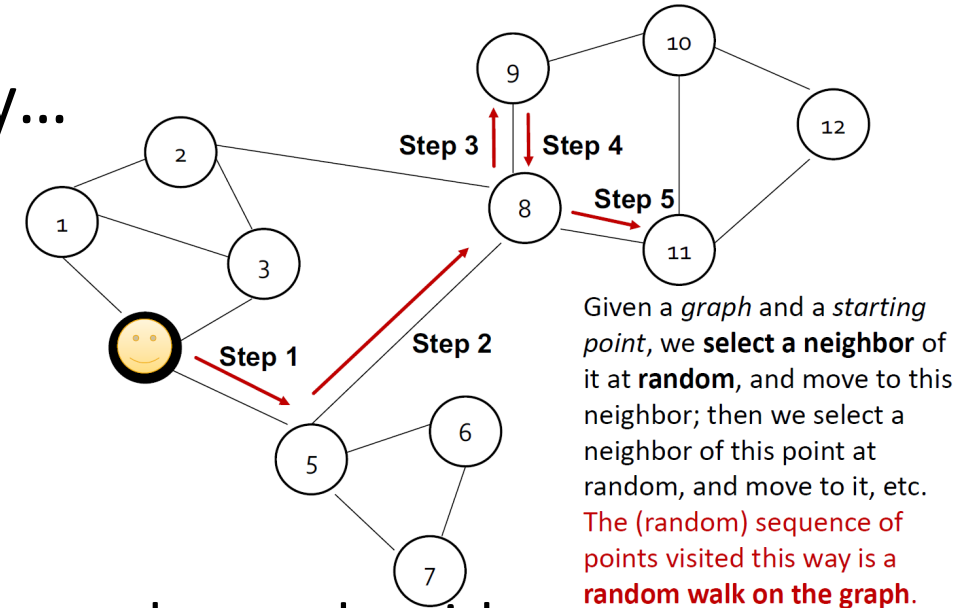 ...
9
10
12
Step 3
Step 4
2
8
Step 5
1
3
11
Given a graph and a starting
point, we select a neighbor of
it at random, and move to this
neighbor; then we select a
neighbor of this point at
random, and move to it, etc.
The (random) sequence of
points visited this way is a
random walk on the graph.
Step 1
Step 2
5
6
7